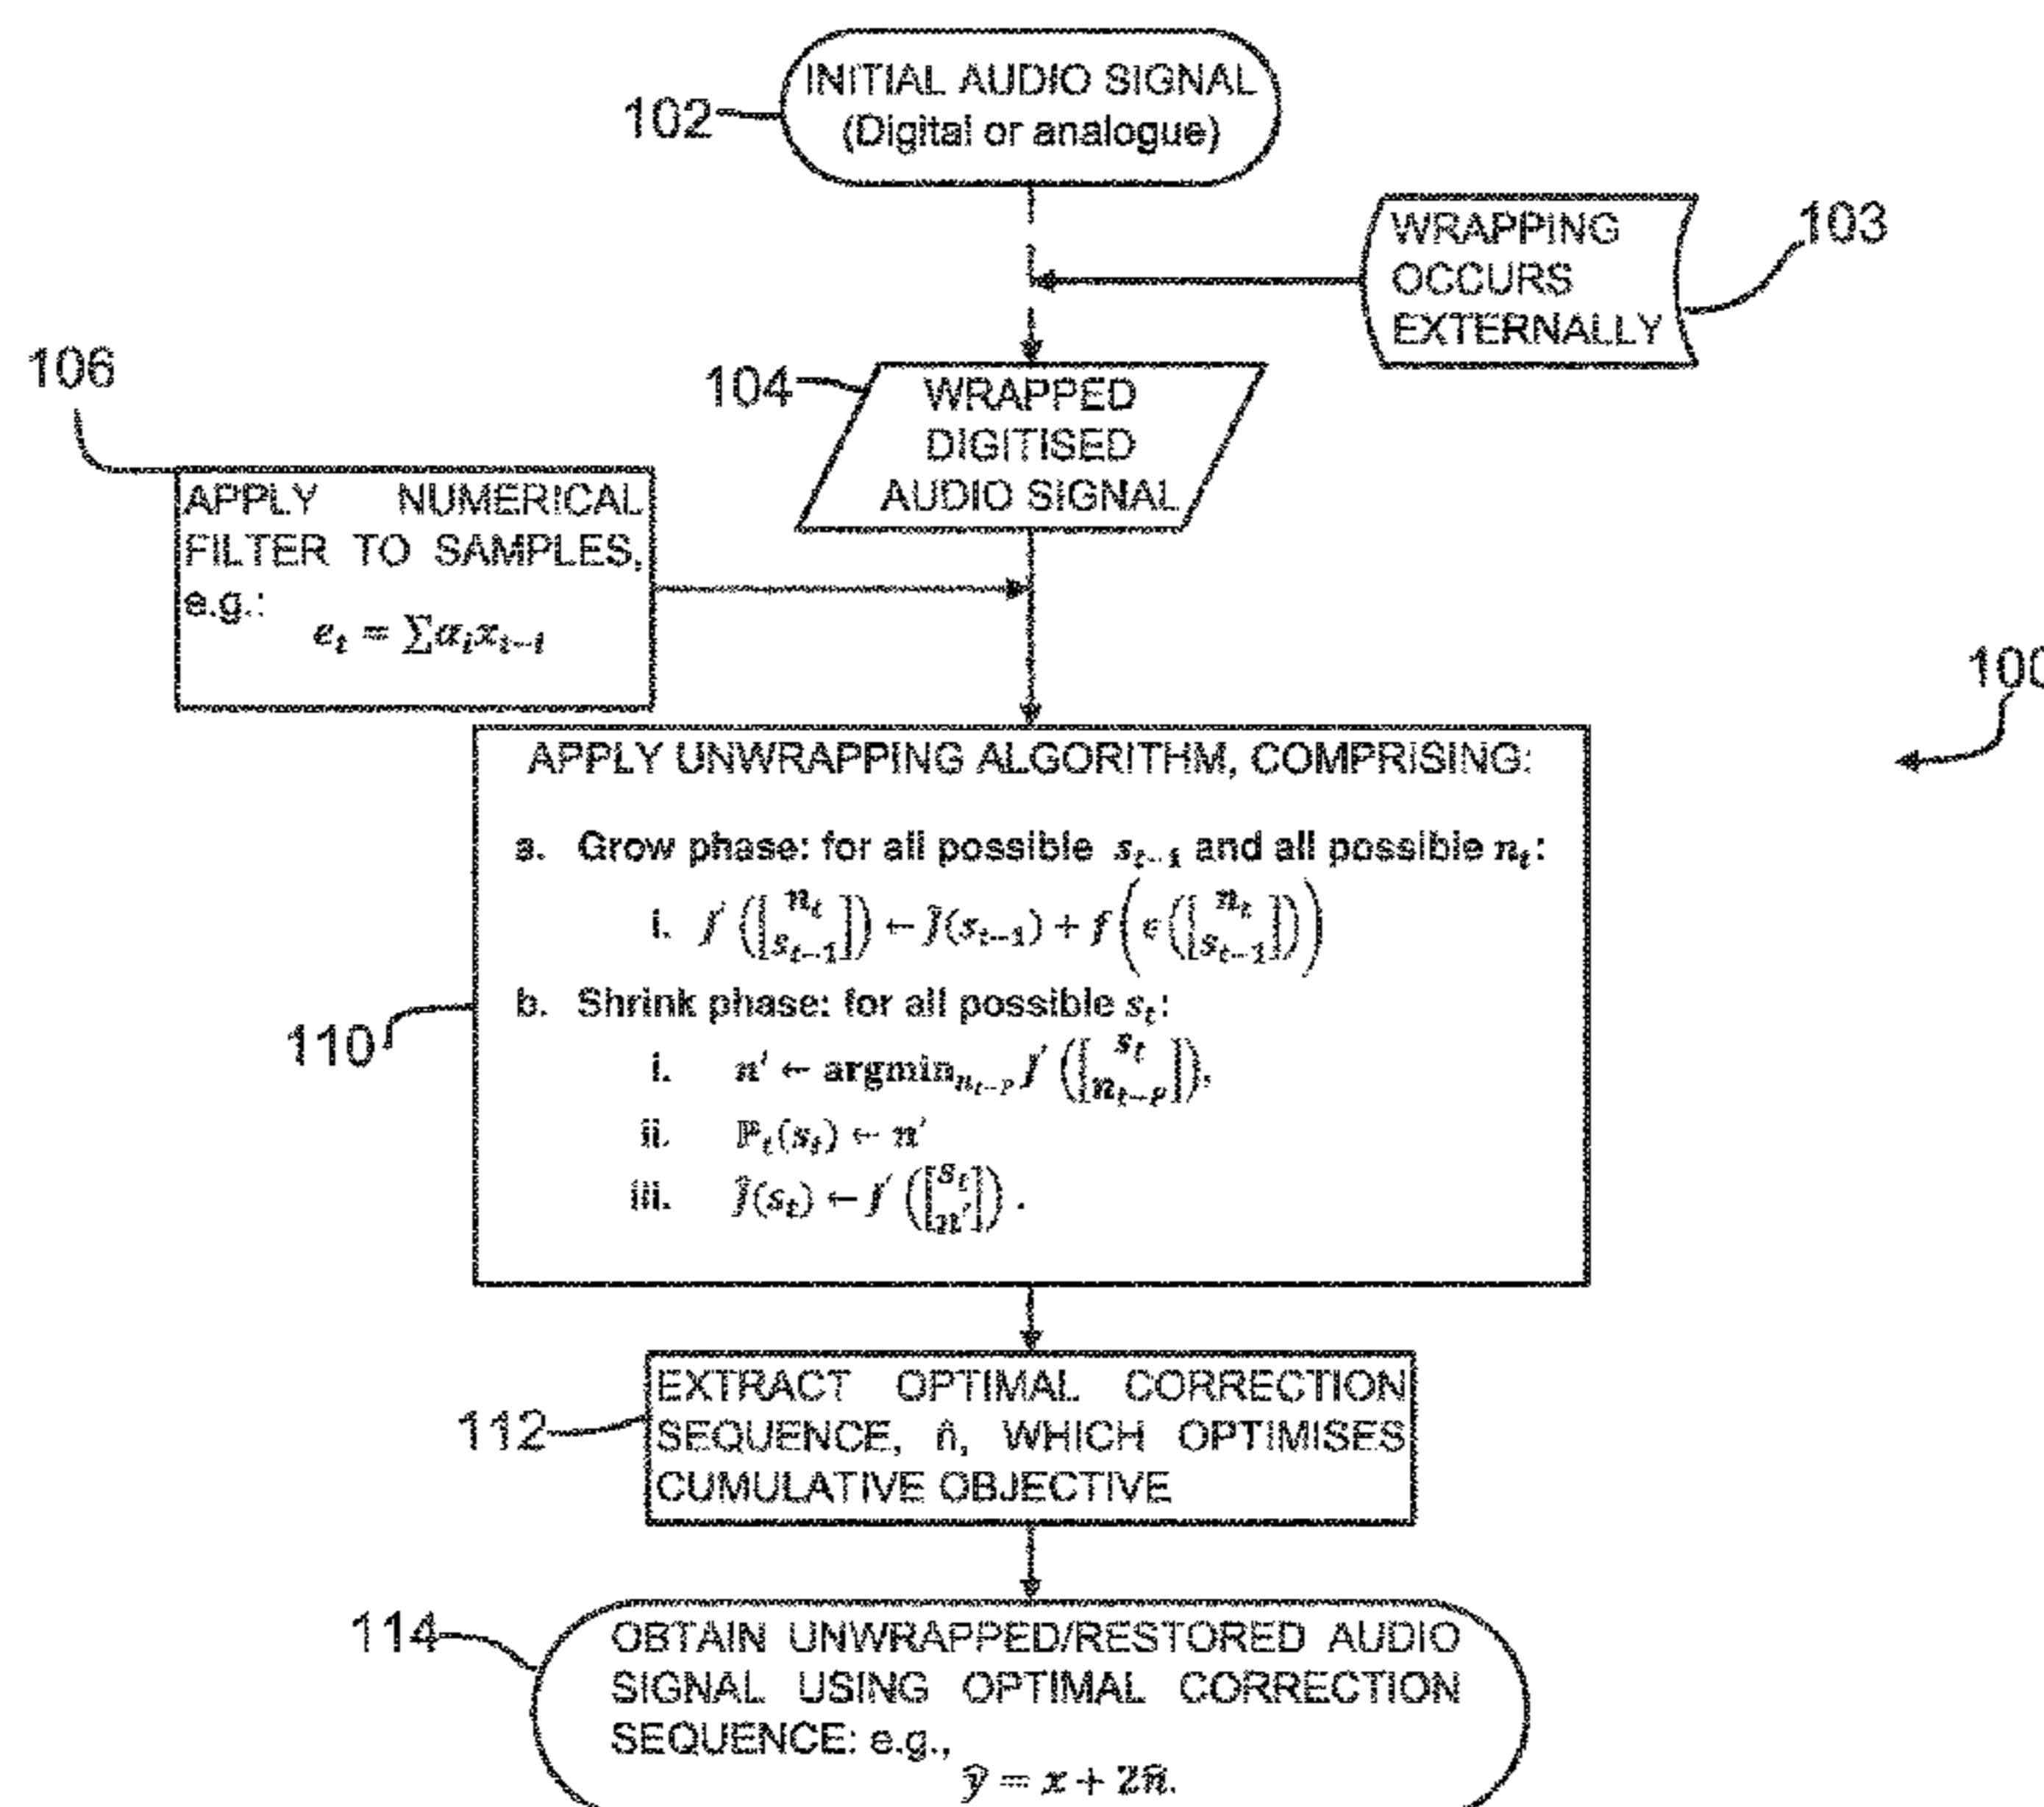 INITIAL AUDIO SIGNAL
(Digital or analogue)
102
WRAPPING
OCCURS
EXTERNALLY
103
104
WRAPPED
DIGITISED
AUDIO SIGNAL
106
APPLY NUMERICAL
FILTER TO SAMPLES,
e.g.:
e_t = ∑α_i x_{t-i}
100
APPLY UNWRAPPING ALGORITHM, COMPRISING:
a. Grow phase: for all possible s_{t-1} and all possible n_t:
i. J′([n_t s_{t-1}]) ← Ĵ(s_{t-1}) + f(e([n_t s_{t-1}]))
b. Shrink phase: for all possible s_t:
110
i. n′ ← argmin_{n_{t-P}} J′([s_t n_{t-P}]),
ii. ℙ_t(s_t) ← n′
iii. Ĵ(s_t) ← J′([s_t n′]).
112
EXTRACT OPTIMAL CORRECTION
SEQUENCE, n̂, WHICH OPTIMISES
CUMULATIVE OBJECTIVE
114
OBTAIN UNWRAPPED/RESTORED AUDIO
SIGNAL USING OPTIMAL CORRECTION
SEQUENCE: e.g.,
ŷ = x + 2n̂.